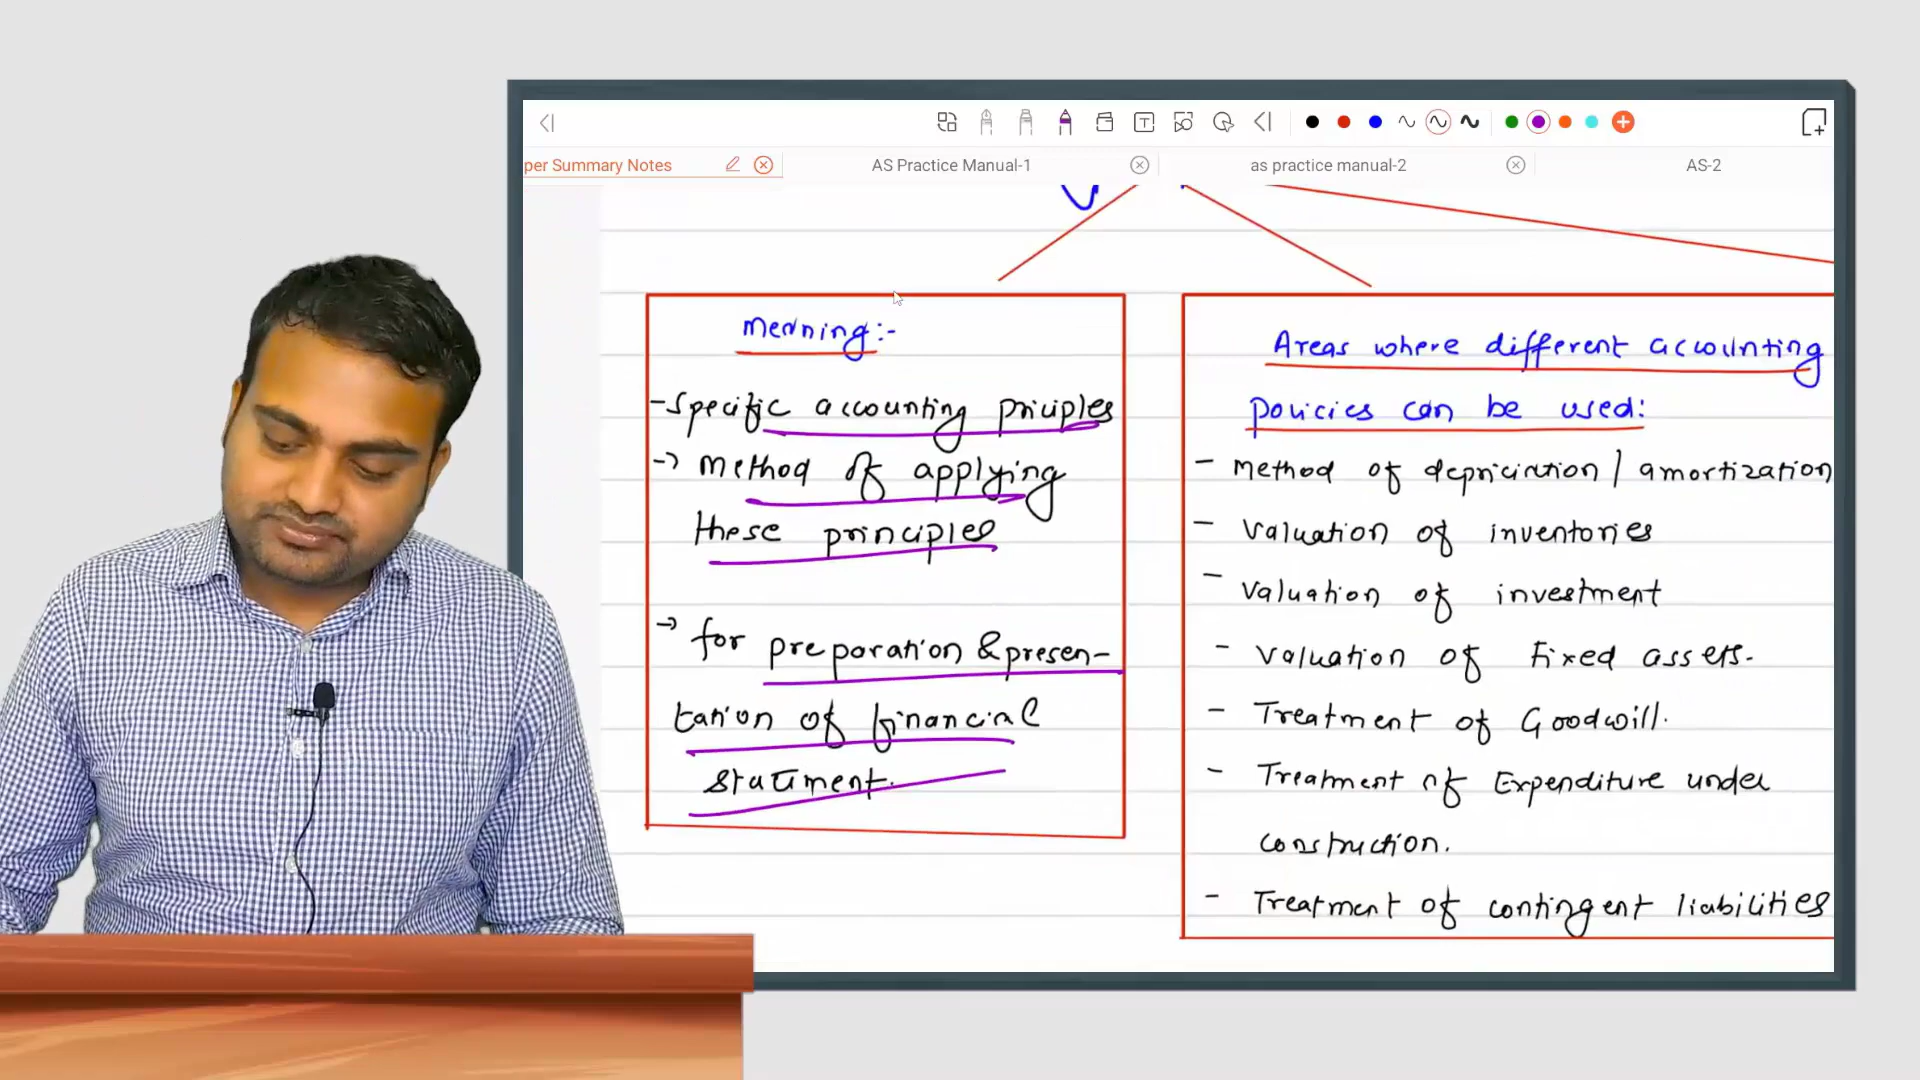 per Summary Notes
AS Practice Manual-1
as practice manual-2
AS-2
Meaning:-
- Specific accounting priciples
→ Method of applying
these principles
→ for preparation & presen-
tation of financial
statement.
Areas where different accounting
policies can be used:
- Method of depriciation / amortization
- Valuation of inventories
- Valuation of investment
- Valuation of Fixed assets.
- Treatment of Goodwill.
- Treatment of Expenditure under
construction.
- Treatment of contingent liabilities